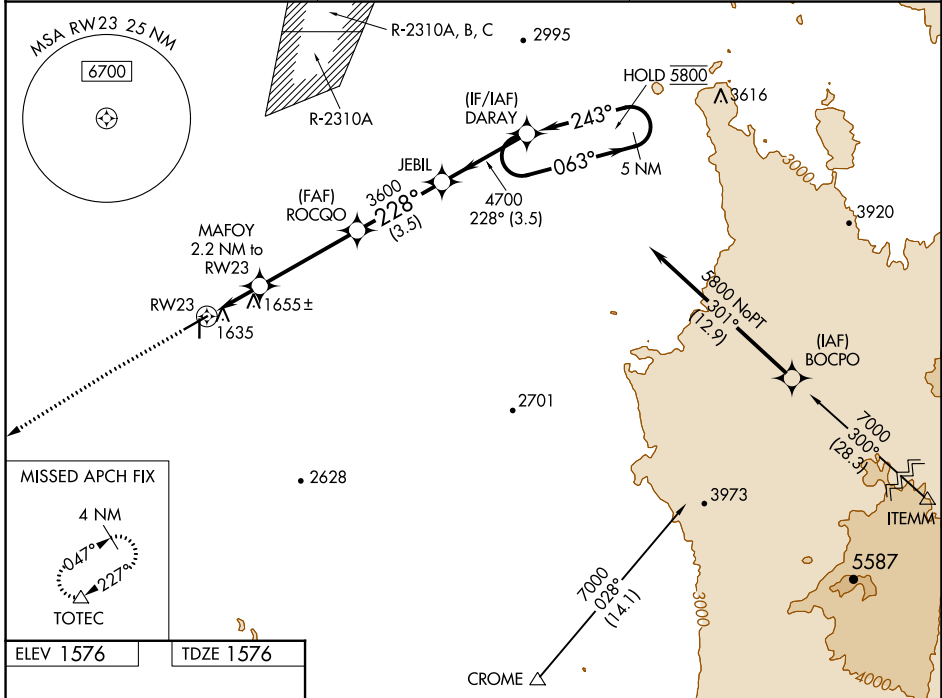 MSA RW23 25 NM
6700
R-2310A, B, C
R-2310A
2995
HOLD 5800
3616
(IF/IAF)
DARAY
243°
063°
5 NM
JEBIL
4700
228° (3.5)
3600
228°
(3.5)
(FAF)
ROCQO
MAFOY
2.2 NM to
RW23
RW23
1655±
1635
3000
3920
5800 NoPT
301°
(12.9)
(IAF)
BOCPO
7000
300°
(28.3)
ITEMM
2701
2628
3973
5587
7000
028°
(14.1)
CROME
3000
4000
MISSED APCH FIX
4 NM
047°
227°
TOTEC
ELEV 1576
TDZE 1576